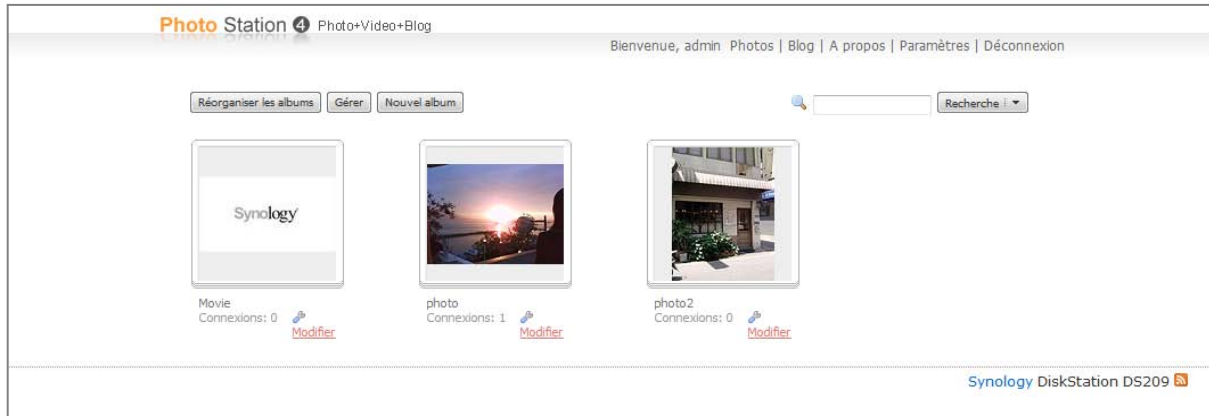 Photo Station 4 Photo+Video+Blog
Bienvenue, admin Photos | Blog | A propos | Paramètres | Déconnexion
Réorganiser les albums Gérer Nouvel album Recherche
Synology
Movie
Connexions: 0
Modifier
photo
Connexions: 1
Modifier
photo2
Connexions: 0
Modifier
Synology DiskStation DS209